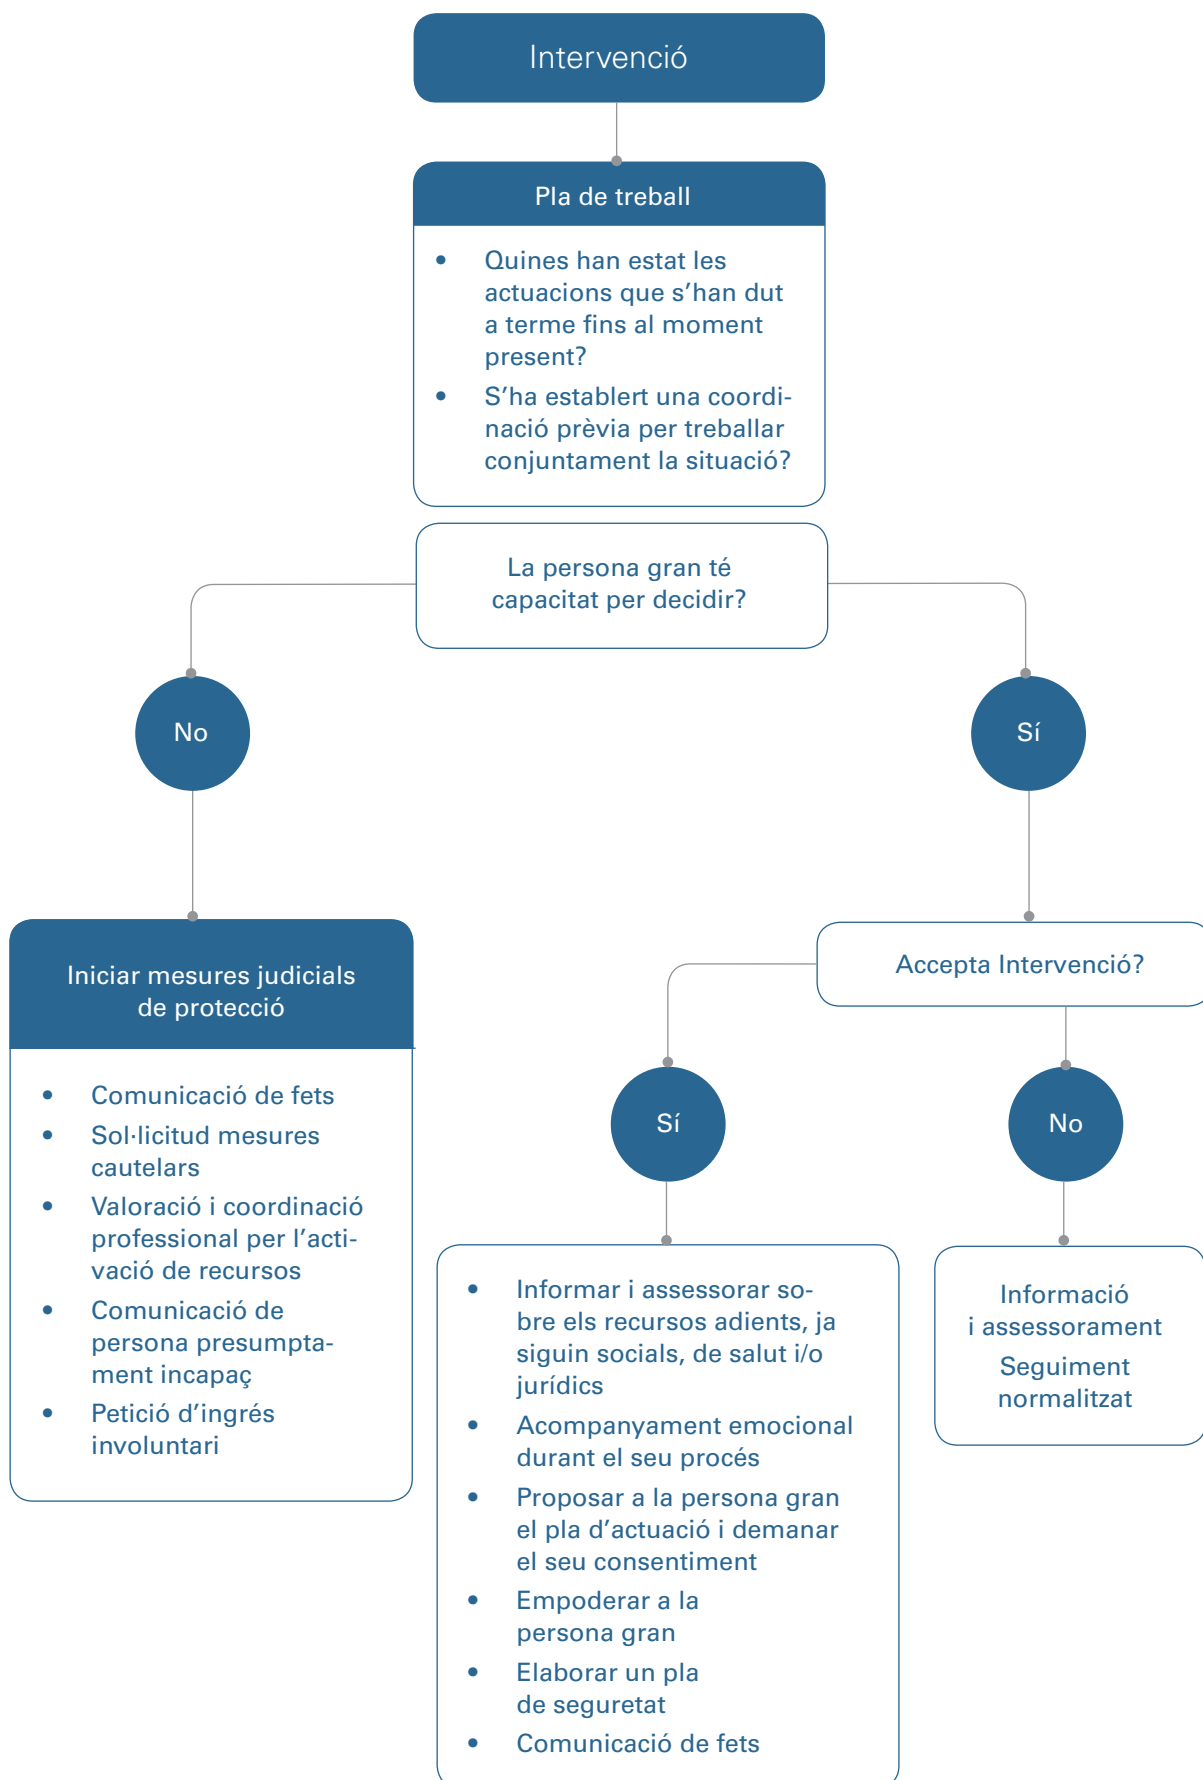 Intervenció
Pla de treball
• Quines han estat les
actuacions que s’han dut
a terme fins al moment
present?
• S’ha establert una coordi-
nació prèvia per treballar
conjuntament la situació?
La persona gran té
capacitat per decidir?
No
Sí
Iniciar mesures judicials
de protecció
• Comunicació de fets
• Sol·licitud mesures
cautelars
• Valoració i coordinació
professional per l’acti-
vació de recursos
• Comunicació de
persona presumpta-
ment incapaç
• Petició d’ingrés
involuntari
Accepta Intervenció?
Sí
No
• Informar i assessorar so-
bre els recursos adients, ja
siguin socials, de salut i/o
jurídics
• Acompanyament emocional
durant el seu procés
• Proposar a la persona gran
el pla d’actuació i demanar
el seu consentiment
• Empoderar a la
persona gran
• Elaborar un pla
de seguretat
• Comunicació de fets
Informació
i assessorament
Seguiment
normalitzat